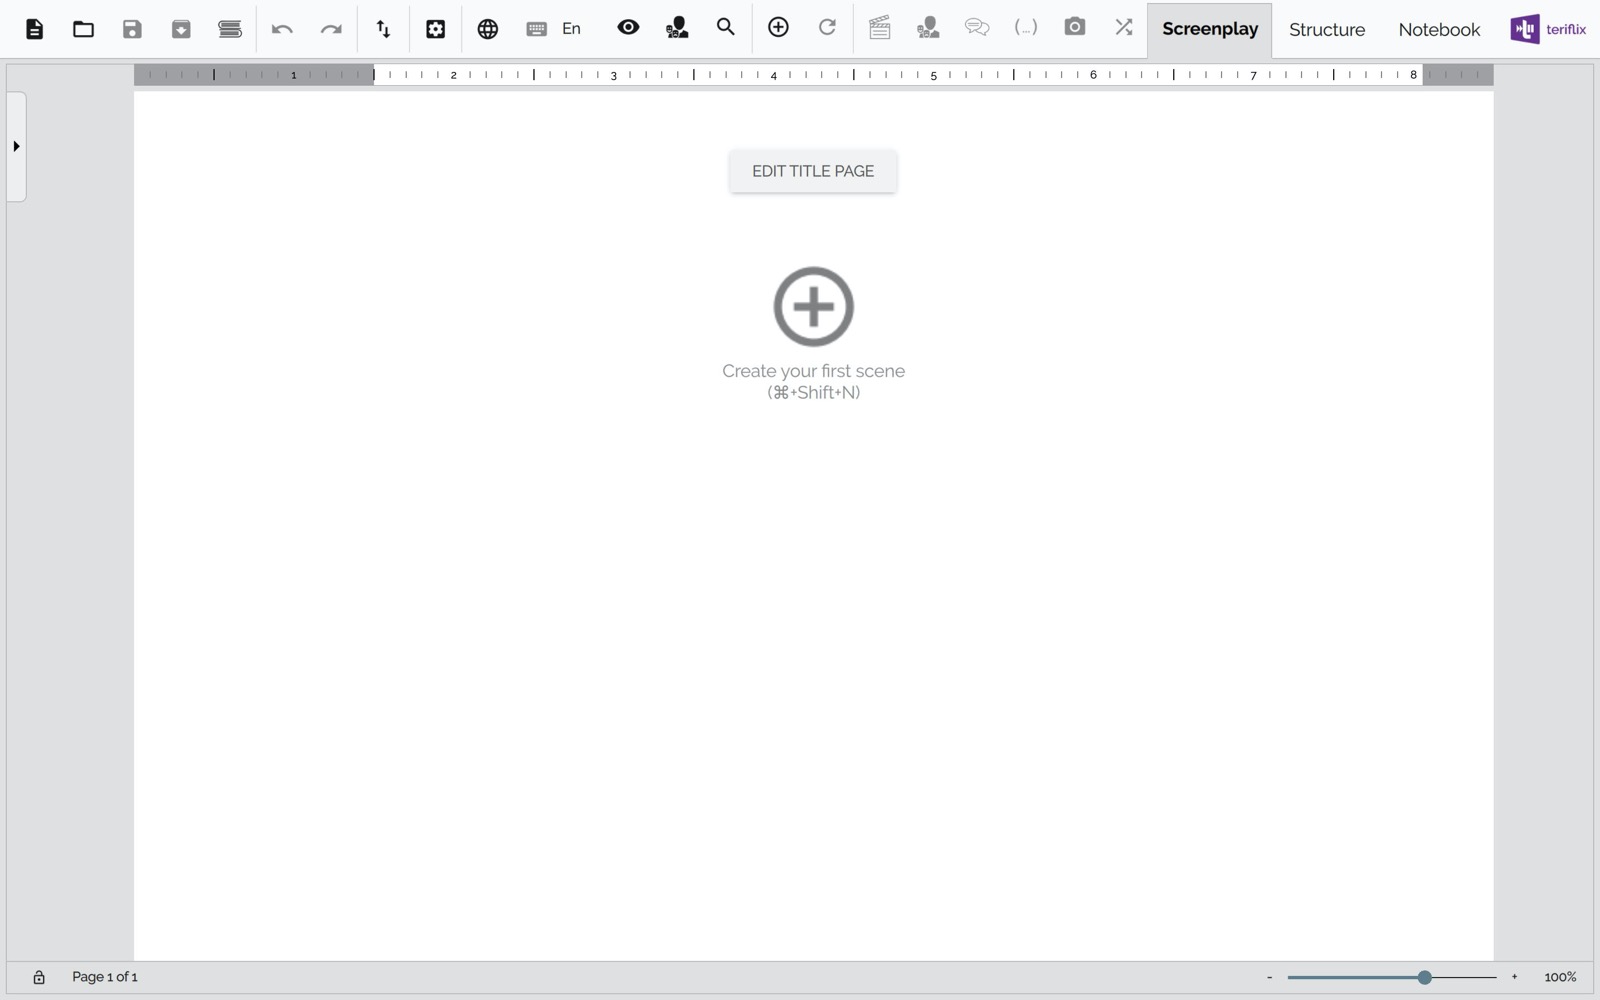 En
(...)
Screenplay
Structure
Notebook
teriflix
1 2 3 4 5 6 7 8
EDIT TITLE PAGE
Create your first scene
(⌘+Shift+N)
Page 1 of 1
- + 100%